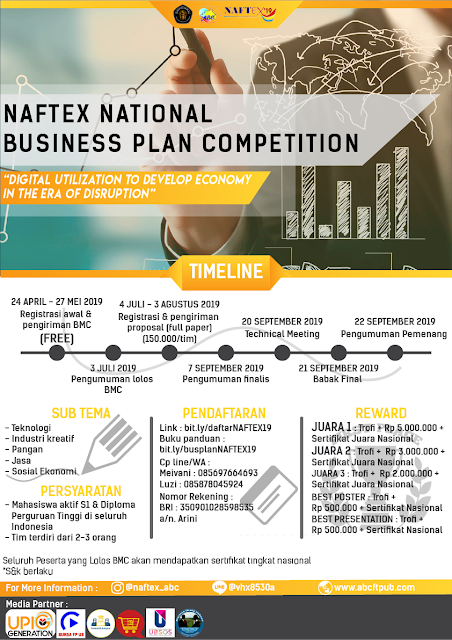 NAFTEX'19
NAFTEX NATIONAL
BUSINESS PLAN COMPETITION
"DIGITAL UTILIZATION TO DEVELOP ECONOMY
IN THE ERA OF DISRUPTION"
TIMELINE
24 APRIL - 27 MEI 2019
Registrasi awal &
pengiriman BMC
(FREE)
3 JULI 2019
Pengumuman lolos
BMC
4 JULI - 3 AGUSTUS 2019
Registrasi & pengiriman
proposal (full paper)
(150.000/tim)
7 SEPTEMBER 2019
Pengumuman finalis
20 SEPTEMBER 2019
Technical Meeting
21 SEPTEMBER 2019
Babak Final
22 SEPTEMBER 2019
Pengumuman Pemenang
SUB TEMA
- Teknologi
- Industri kreatif
- Pangan
- Jasa
- Sosial Ekonomi
PERSYARATAN
- Mahasiswa aktif S1 & Diploma
Perguruan Tinggi di seluruh
Indonesia
- Tim terdiri dari 2-3 orang
PENDAFTARAN
Link : bit.ly/daftarNAFTEX19
Buku panduan :
bit.ly/busplanNAFTEX19
Cp line/WA :
Meivani : 085697664693
Luzi : 085878045924
Nomor Rekening :
BRI : 350901028598535
a/n. Arini
REWARD
JUARA 1 : Trofi + Rp 5.000.000 +
Sertifikat Juara Nasional
JUARA 2 : Trofi + Rp 3.000.000 +
Sertifikat Juara Nasional
JUARA 3 : Trofi + Rp 2.000.000 +
Sertifikat Juara Nasional
BEST POSTER : Trofi +
Rp 500.000 + Sertifikat Nasional
BEST PRESENTATION : Trofi +
Rp 500.000 + Sertifikat Nasional
Seluruh Peserta yang Lolos BMC akan mendapatkan sertifikat tingkat nasional
*S&k berlaku
For More Information :
@naftex_abc
LINE
@vhx8530a
www.abcftpub.com
Media Partner :
UPI
GENERATION
BURSA FP UB
UBSOS